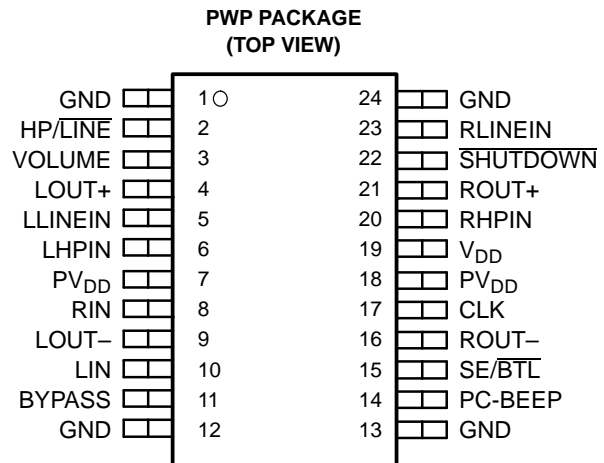 PWP PACKAGE
(TOP VIEW)
GND 1 24 GND
HP/LINE 2 23 RLINEIN
VOLUME 3 22 SHUTDOWN
LOUT+ 4 21 ROUT+
LLINEIN 5 20 RHPIN
LHPIN 6 19 VDD
PVDD 7 18 PVDD
RIN 8 17 CLK
LOUT– 9 16 ROUT–
LIN 10 15 SE/BTL
BYPASS 11 14 PC-BEEP
GND 12 13 GND